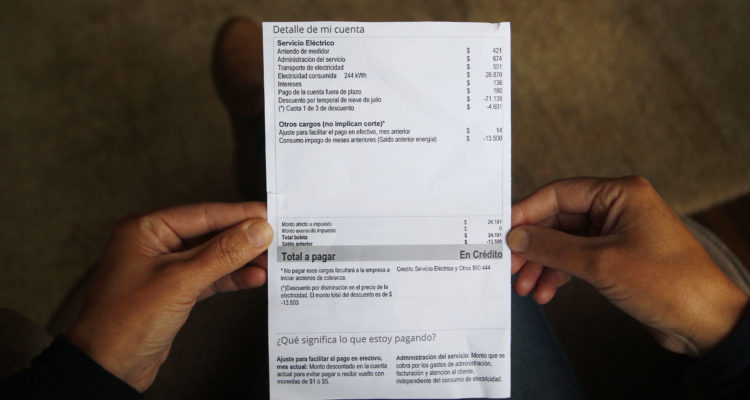 Detalle de mi cuenta
Servicio Eléctrico
Arriendo de medidor $ 421
Administración del servicio $ 674
Transporte de electricidad $ 501
Electricidad consumida 244 kWh $ 26.870
Intereses $ 136
Pago de la cuenta fuera de plazo $ 180
Descuento por temporal de nieve de julio $ -71.139
(*) Cuota 1 de 3 de descuento $ -4.601
Otros cargos (no implican corte)*
Ajuste para facilitar el pago en efectivo, mes anterior $ 14
Consumo impago de meses anteriores (Saldo anterior energía) $ -13.500
Monto afecto a impuesto $ 24.181
Monto exento de impuesto $ 0
Total boleta $ 24.181
Saldo anterior $
Total a pagar En Crédito
* No pagar esos cargos facultará a la empresa a iniciar acciones de cobranza.
Crédito Servicio Eléctrico y Otros $60.444
(*)Descuento por disminución en el precio de la
electricidad. El monto total del descuento es de $
-13.803
¿Qué significa lo que estoy pagando?
Ajuste para facilitar el pago en efectivo,
mes actual: Monto descontado en la cuenta
actual para evitar pagar o recibir vuelto con
monedas de $1 ó $5.
Administración del servicio: Monto que se
cobra por los gastos de administración,
facturación y atención al cliente,
independiente del consumo de electricidad.